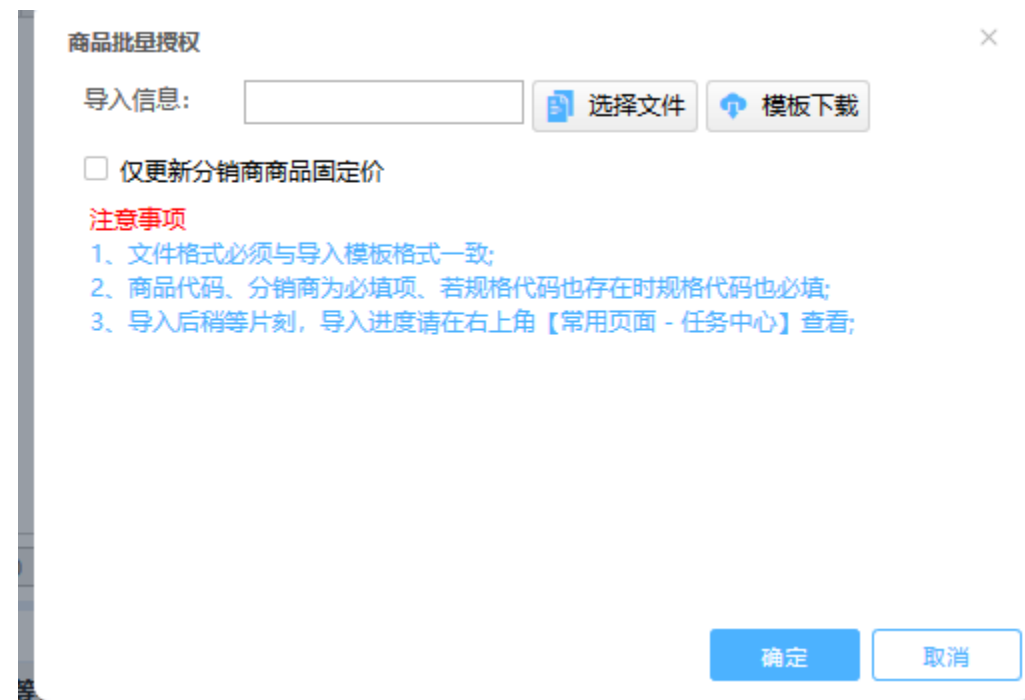 商品批量授权
导入信息：
选择文件
模板下载
仅更新分销商商品固定价
注意事项
1、文件格式必须与导入模板格式一致;
2、商品代码、分销商为必填项、若规格代码也存在时规格代码也必填;
3、导入后稍等片刻，导入进度请在右上角【常用页面 - 任务中心】查看;
等
确定
取消